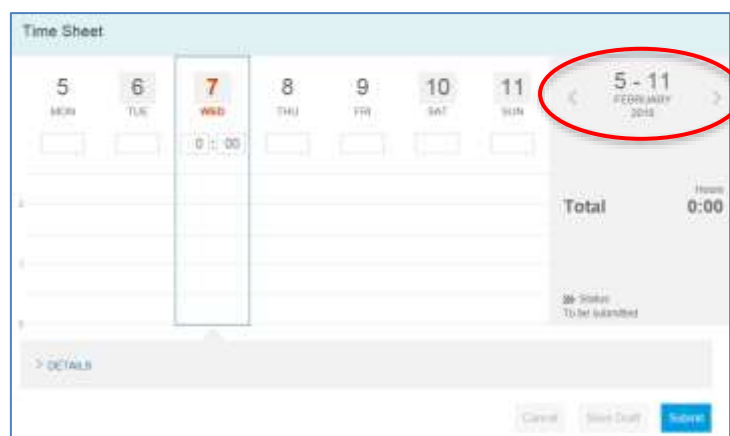 Time Sheet
5 6 7 8 9 10 11
MON TUE WED THU FRI SAT SUN
0 : 00
5 - 11
FEBRUARY
2018
Hours
Total 0:00
Status
To be submitted
> DETAILS
Cancel Save Draft Submit